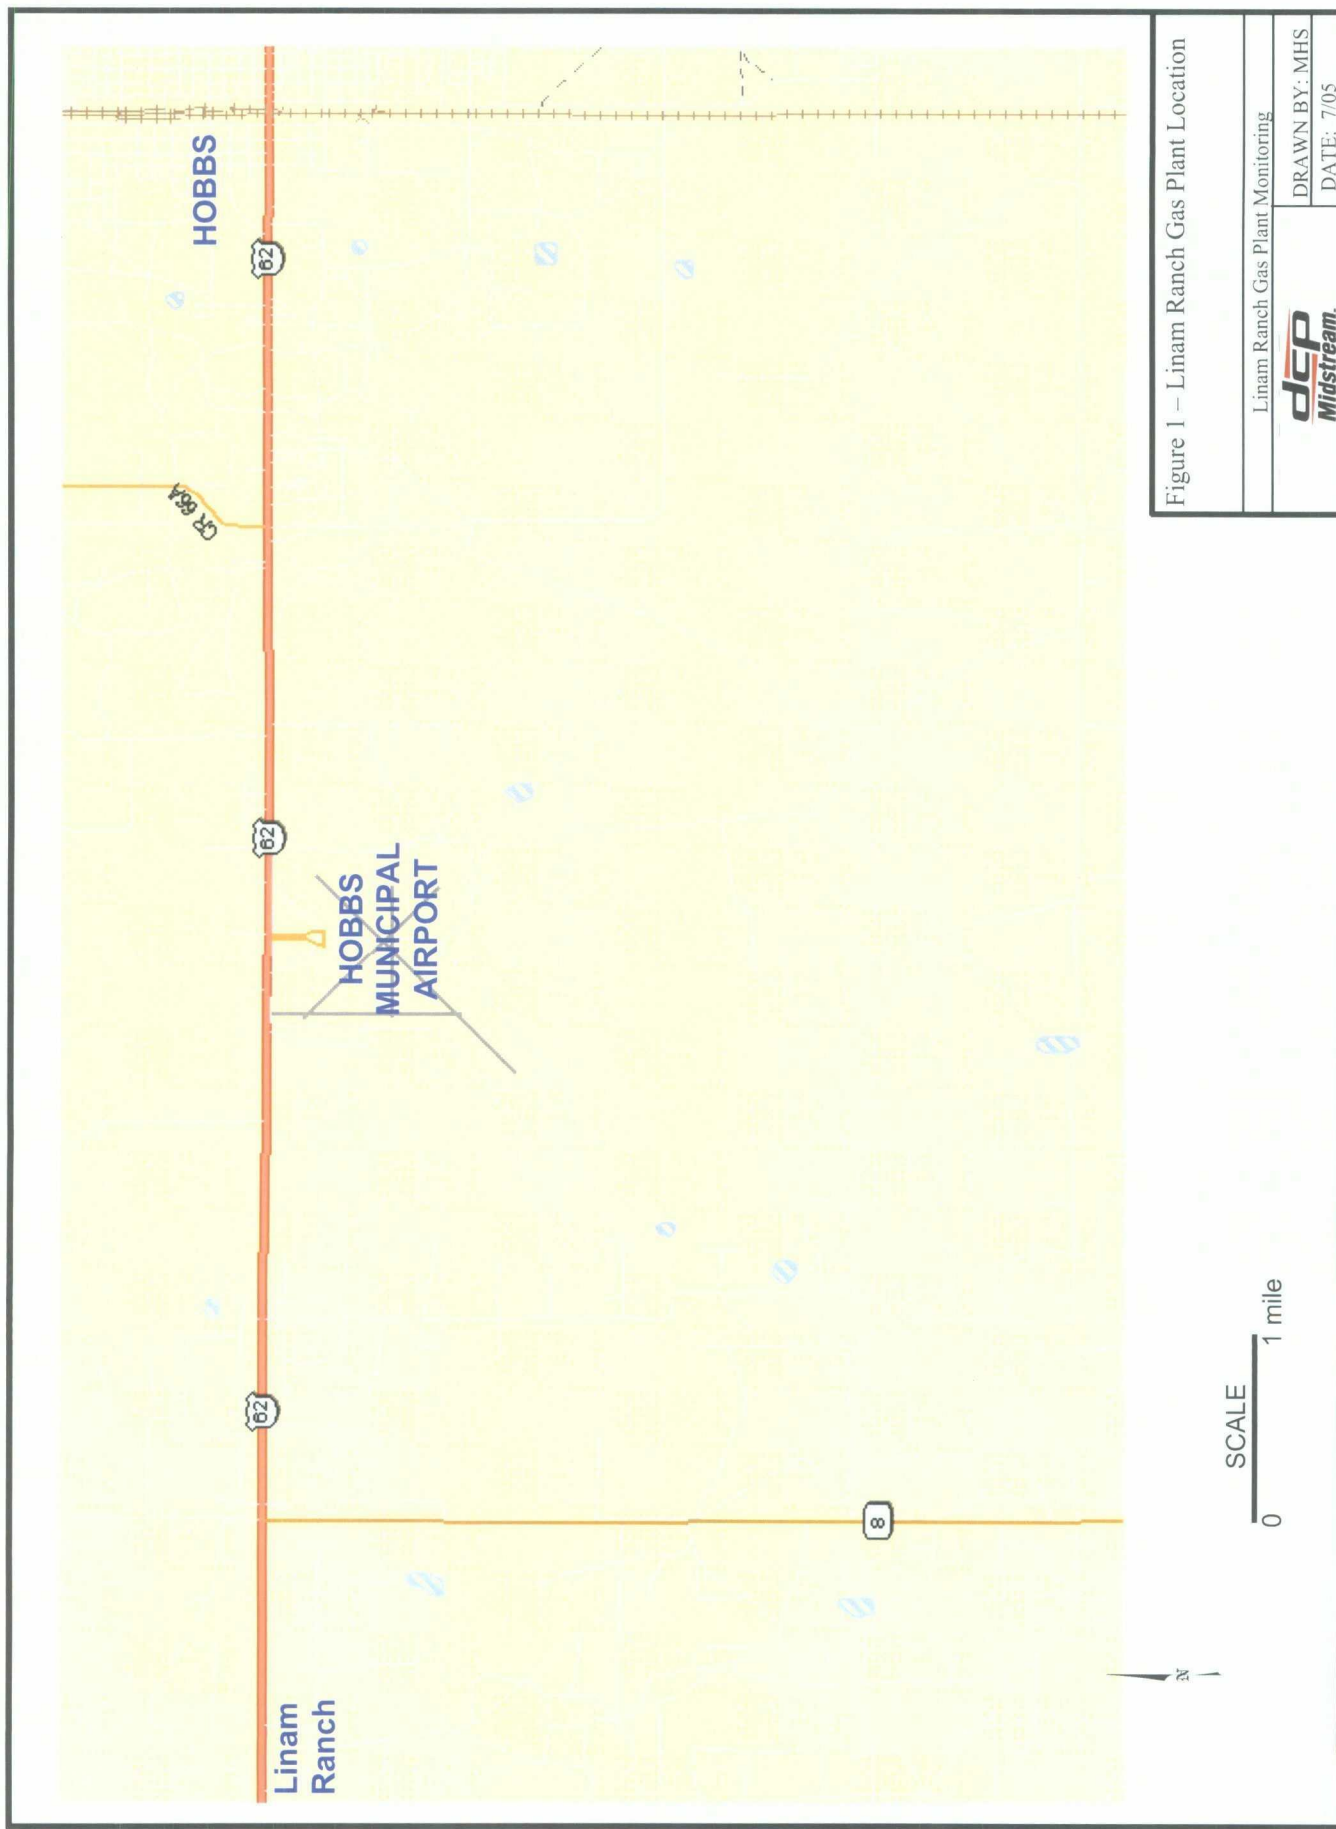 Linam
Ranch
62
8
62
HOBBS
MUNICIPAL
AIRPORT
62
CR 66A
HOBBS
N
SCALE
0
1 mile
Figure 1 – Linam Ranch Gas Plant Location
Linam Ranch Gas Plant Monitoring
dcp
Midstream.
DRAWN BY: MHS
DATE: 7/05